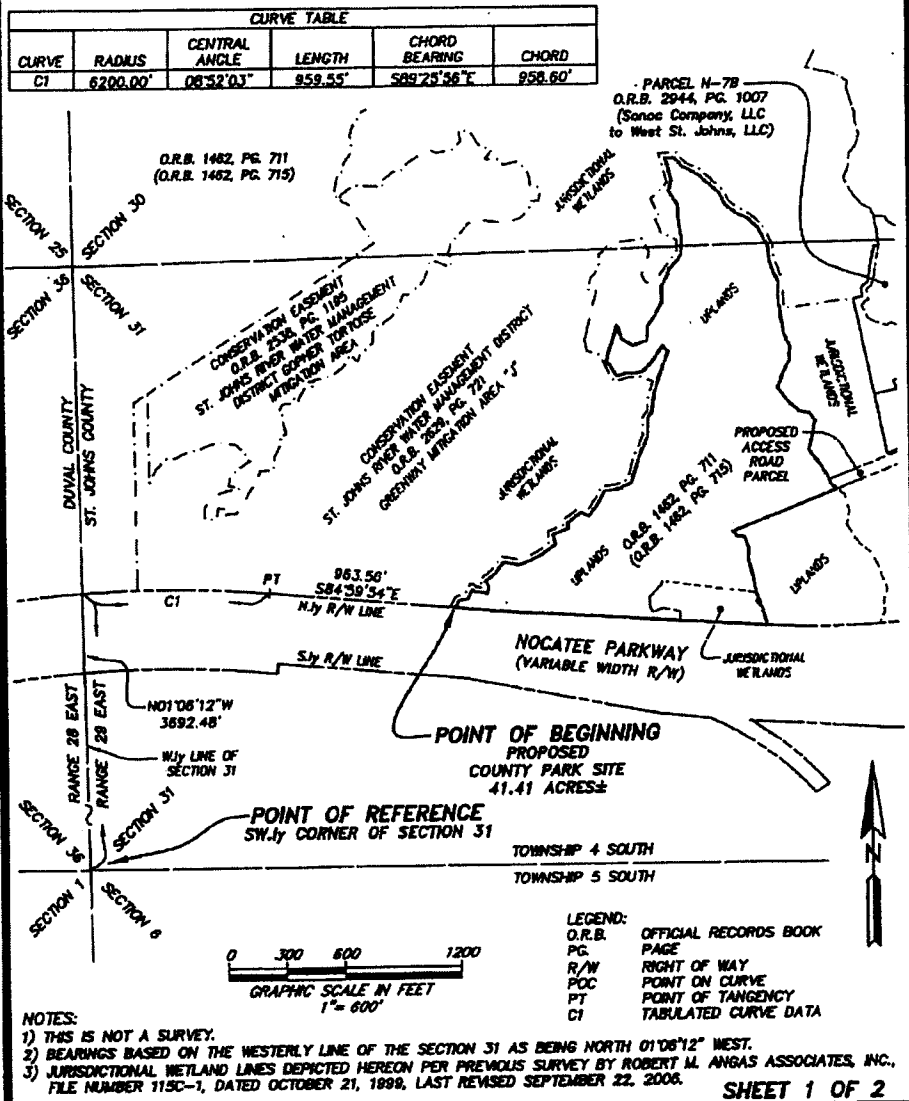 CURVE TABLE
CURVE RADIUS CENTRAL ANGLE LENGTH CHORD BEARING CHORD
C1 6200.00' 08°52'03" 959.55' S89°25'56"E 958.60'
PARCEL N-7B
O.R.B. 2944, PG. 1007
(Sonoc Company, LLC
to West St. Johns, LLC)
O.R.B. 1462, PG. 711
(O.R.B. 1462, PG. 715)
JURISDICTIONAL
WETLANDS
SECTION 25
SECTION 30
SECTION 36
SECTION 31
CONSERVATION EASEMENT
O.R.B. 2538, PG. 1185
ST. JOHNS RIVER WATER MANAGEMENT
DISTRICT GOPHER TORTOISE
MITIGATION AREA
CONSERVATION EASEMENT
ST. JOHNS RIVER WATER MANAGEMENT DISTRICT
O.R.B. 2629, PG. 721
GREENWAY MITIGATION AREA "J"
UPLANDS
JURISDICTIONAL
WETLANDS
DUVAL COUNTY
ST. JOHNS COUNTY
JURISDICTIONAL
WETLANDS
PROPOSED
ACCESS
ROAD
PARCEL
UPLANDS
O.R.B. 1462, PG. 711
(O.R.B. 1462, PG. 715)
UPLANDS
C1
PT
963.56'
S84°59'54"E
N.ly R/W LINE
S.ly R/W LINE
NOCATEE PARKWAY
(VARIABLE WIDTH R/W)
JURISDICTIONAL
WETLANDS
N01°06'12"W
3692.48'
W.ly LINE OF
SECTION 31
RANGE 28 EAST
RANGE 29 EAST
POINT OF BEGINNING
PROPOSED
COUNTY PARK SITE
41.41 ACRES±
POINT OF REFERENCE
SW.ly CORNER OF SECTION 31
SECTION 36
SECTION 31
SECTION 1
SECTION 6
TOWNSHIP 4 SOUTH
TOWNSHIP 5 SOUTH
N
0 300 600 1200
GRAPHIC SCALE IN FEET
1"= 600'
LEGEND:
O.R.B. OFFICIAL RECORDS BOOK
PG. PAGE
R/W RIGHT OF WAY
POC POINT ON CURVE
PT POINT OF TANGENCY
C1 TABULATED CURVE DATA
NOTES:
1) THIS IS NOT A SURVEY.
2) BEARINGS BASED ON THE WESTERLY LINE OF THE SECTION 31 AS BEING NORTH 01°06'12" WEST.
3) JURISDICTIONAL WETLAND LINES DEPICTED HEREON PER PREVIOUS SURVEY BY ROBERT M. ANGAS ASSOCIATES, INC.,
FILE NUMBER 115C-1, DATED OCTOBER 21, 1999, LAST REVISED SEPTEMBER 22, 2006.
SHEET 1 OF 2